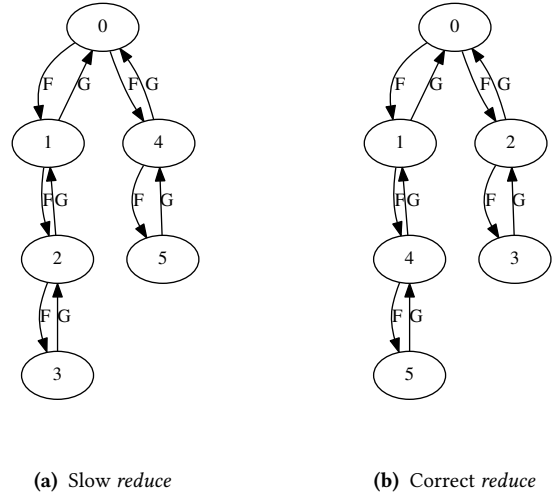 0 0
F G F G F G F G
1 4 1 2
F G F G F G F G
2 5 4 3
F G F G
3 5
(a) Slow reduce (b) Correct reduce